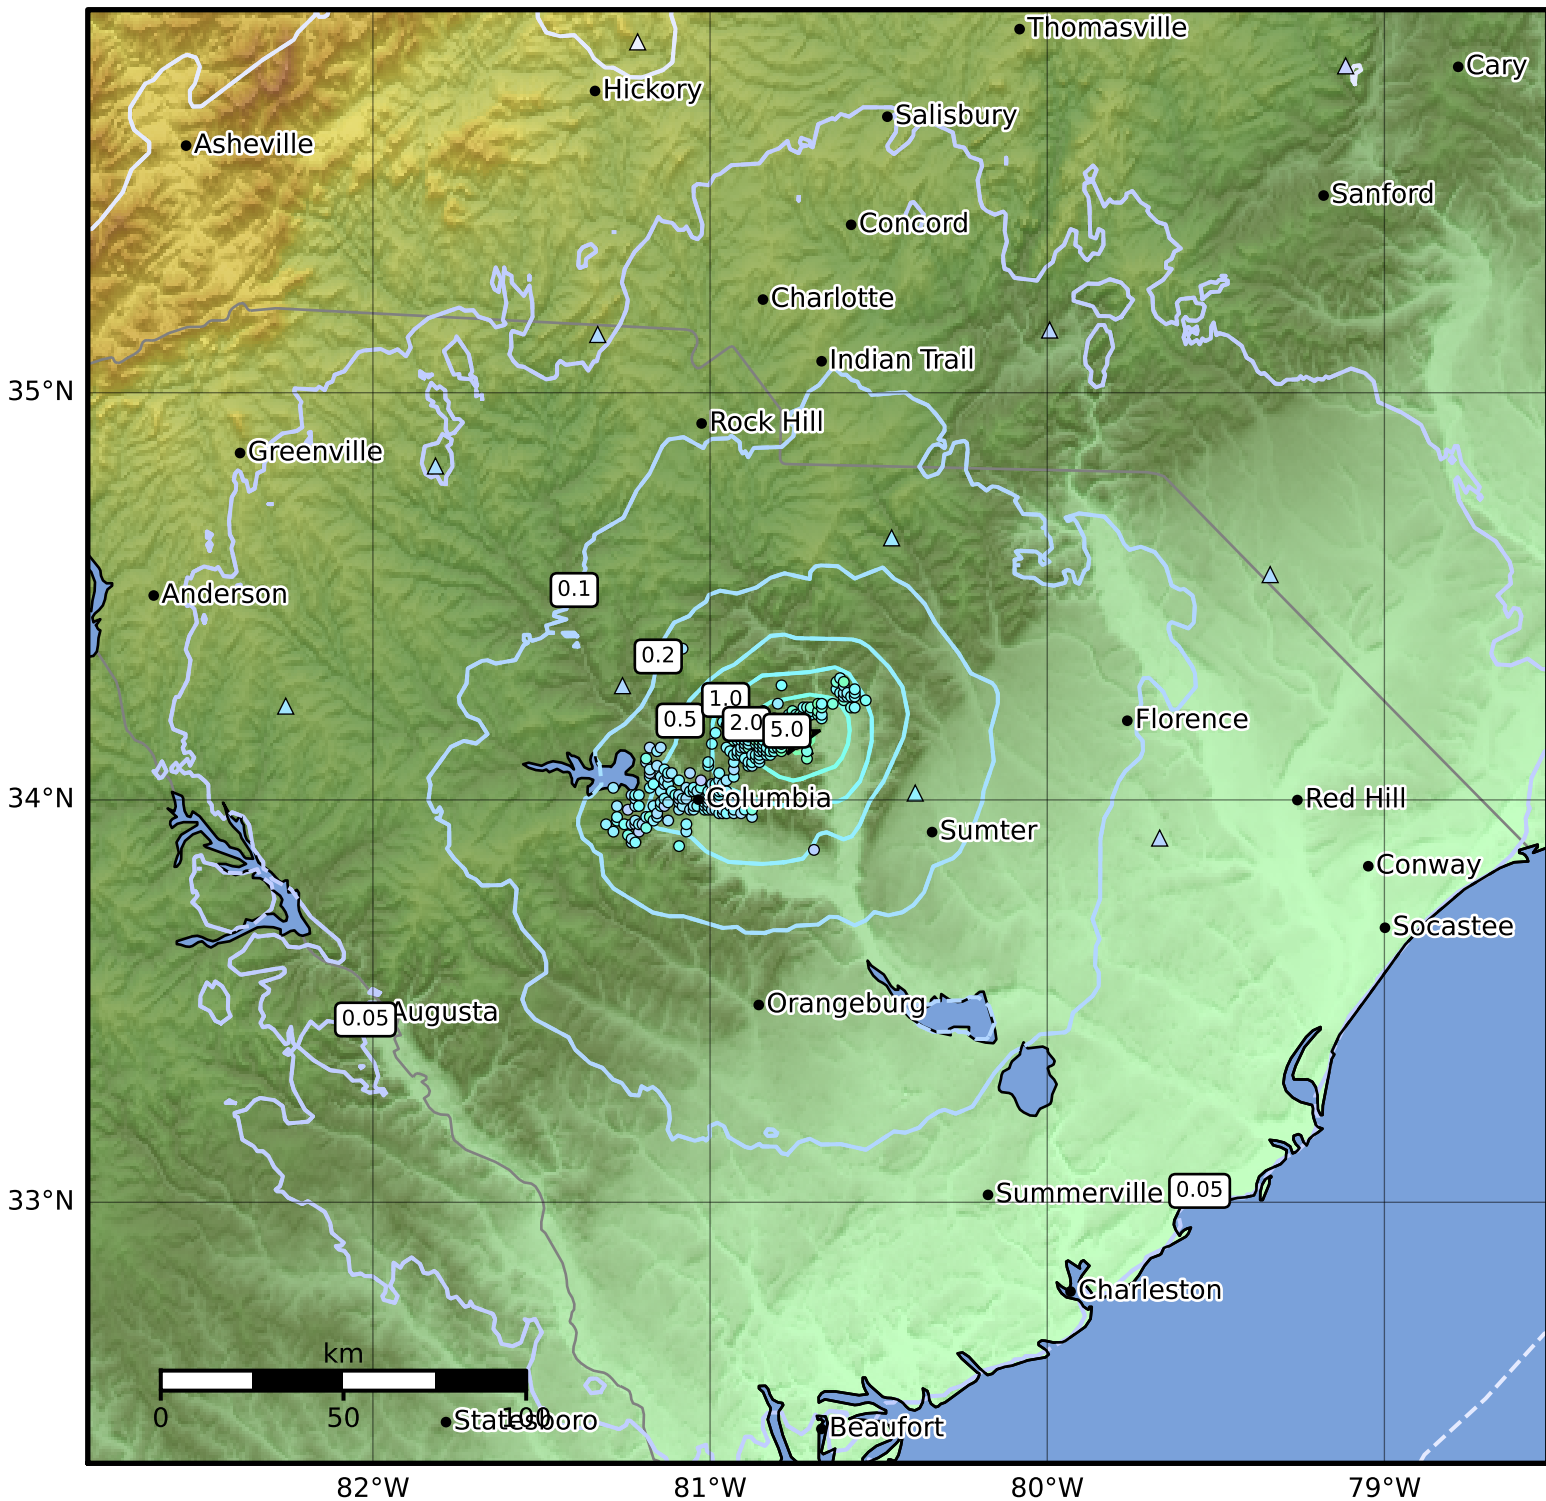 Thomasville
Cary
Hickory
Salisbury
Asheville
Sanford
Concord
Charlotte
Indian Trail
35°N
Rock Hill
Greenville
0.1
Anderson
0.2
1.0
0.5
2.0
5.0
Florence
34°N
Columbia
Red Hill
Sumter
Conway
Socastee
Orangeburg
0.05
Augusta
33°N
Summerville
0.05
Charleston
km
0
50
100
Statesboro
Beaufort
82°W
81°W
80°W
79°W